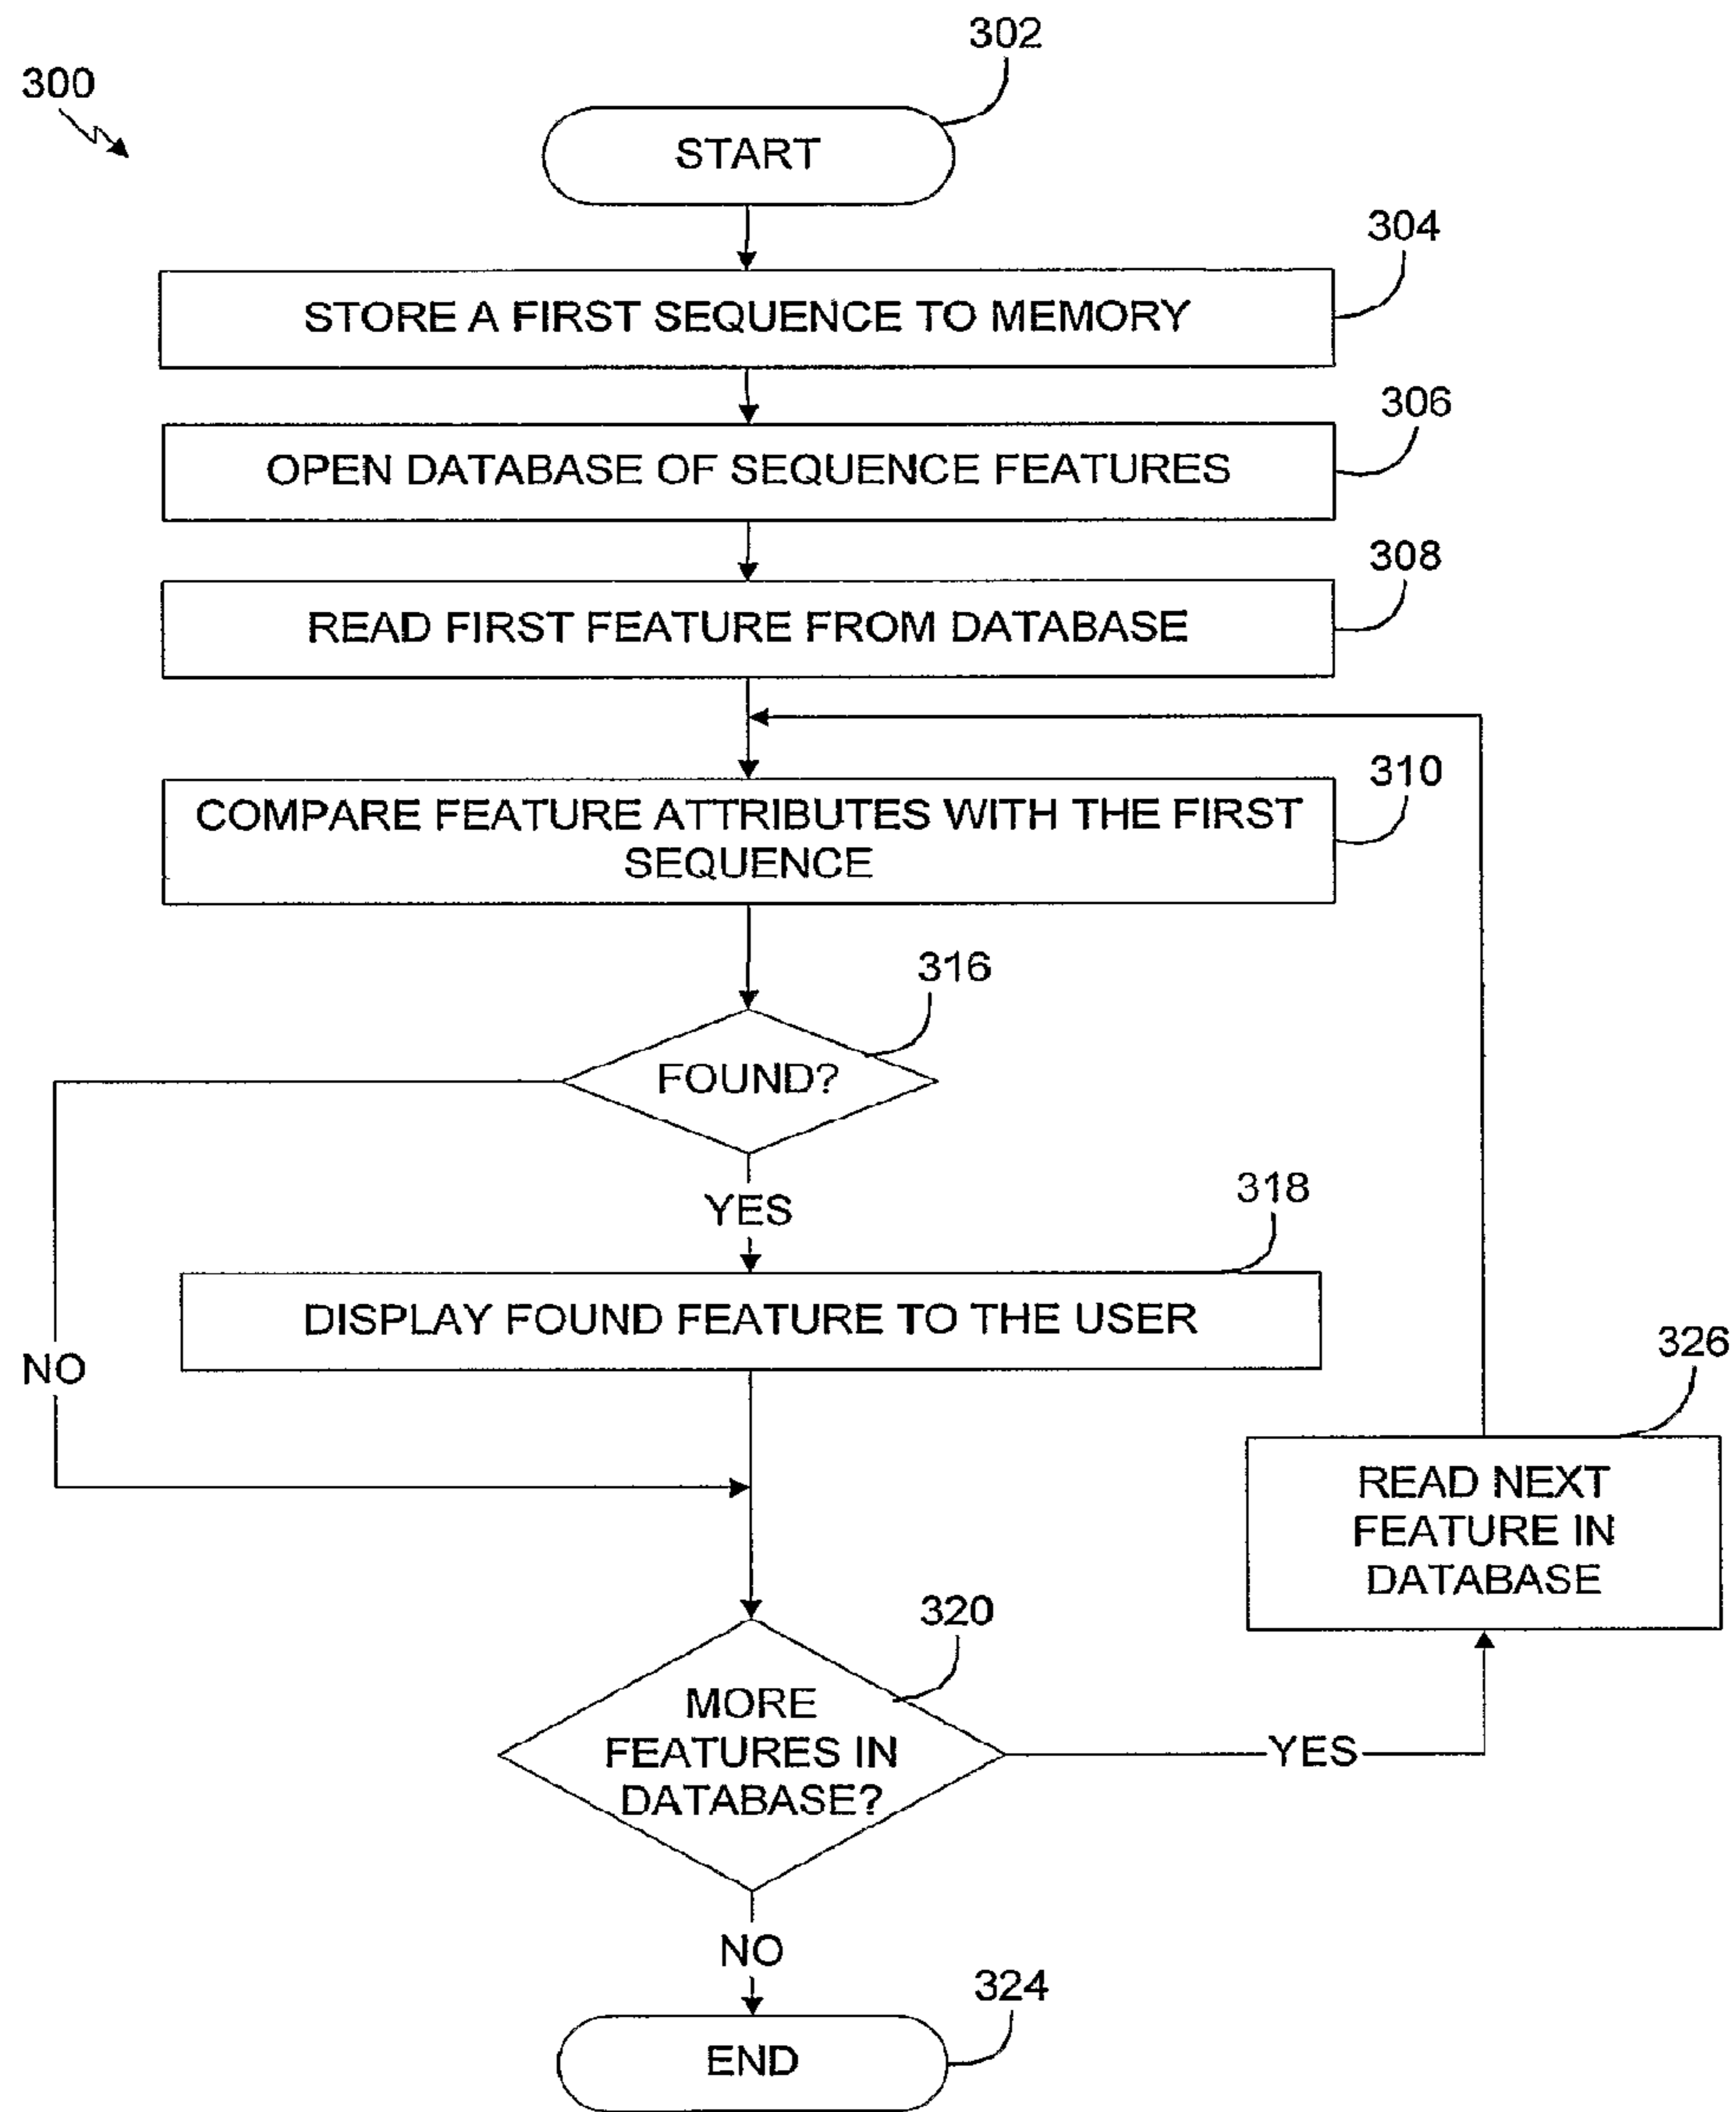 302
300
START
304
STORE A FIRST SEQUENCE TO MEMORY
306
OPEN DATABASE OF SEQUENCE FEATURES
308
READ FIRST FEATURE FROM DATABASE
310
COMPARE FEATURE ATTRIBUTES WITH THE FIRST
SEQUENCE
316
FOUND?
YES
318
DISPLAY FOUND FEATURE TO THE USER
NO
326
READ NEXT
FEATURE IN
DATABASE
320
MORE
FEATURES IN
DATABASE?
YES
NO
324
END